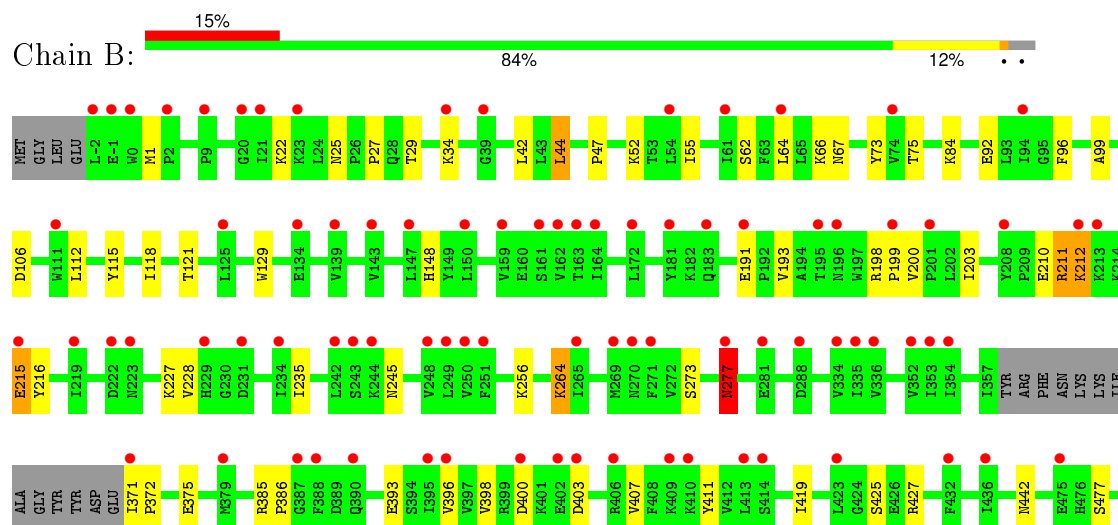 15%
Chain B:
84% 12% • •
MET GLY LEU GLU L-2 E-1 W0 M1 P2 P9 G20 I21 K22 K23 L24 N25 P26 P27 Q28 T29 K34 G39 L42 L43 L44 P47 K52 T53 L54 I55 I61 S62 F63 L64 L65 K66 N67 Y73 V74 T75 K84 E92 L93 I94 G95 F96 A99
D106 W111 L112 Y115 I118 T121 L125 W129 E134 V139 V143 L147 H148 Y149 L150 V159 E160 S161 V162 T163 I164 L172 Y181 K182 Q183 E191 P192 V193 A194 T195 N196 W197 R198 P199 V200 P201 L202 I203 Y208 P209 E210 R211 K212 K213 K214
E215 Y216 I219 D222 N223 K227 V228 H229 G230 D231 I234 I235 L242 S243 K244 N245 V248 L249 V250 F251 K256 K264 I265 M269 N270 F271 V272 S273 N277 E281 D288 V334 I335 V336 V352 I353 I354 I357 TYR ARG PHE ASN LYS LYS ILE
ALA GLY TYR TYR ASP GLU I371 P372 E375 M379 R385 P386 G387 F388 D389 Q390 E393 S394 I395 V396 V397 V398 R399 D400 K401 E402 D403 R406 V407 F408 K409 K410 Y411 V412 L413 S414 I419 L423 G424 S425 E426 R427 F432 I436 N442 E475 H476 S477